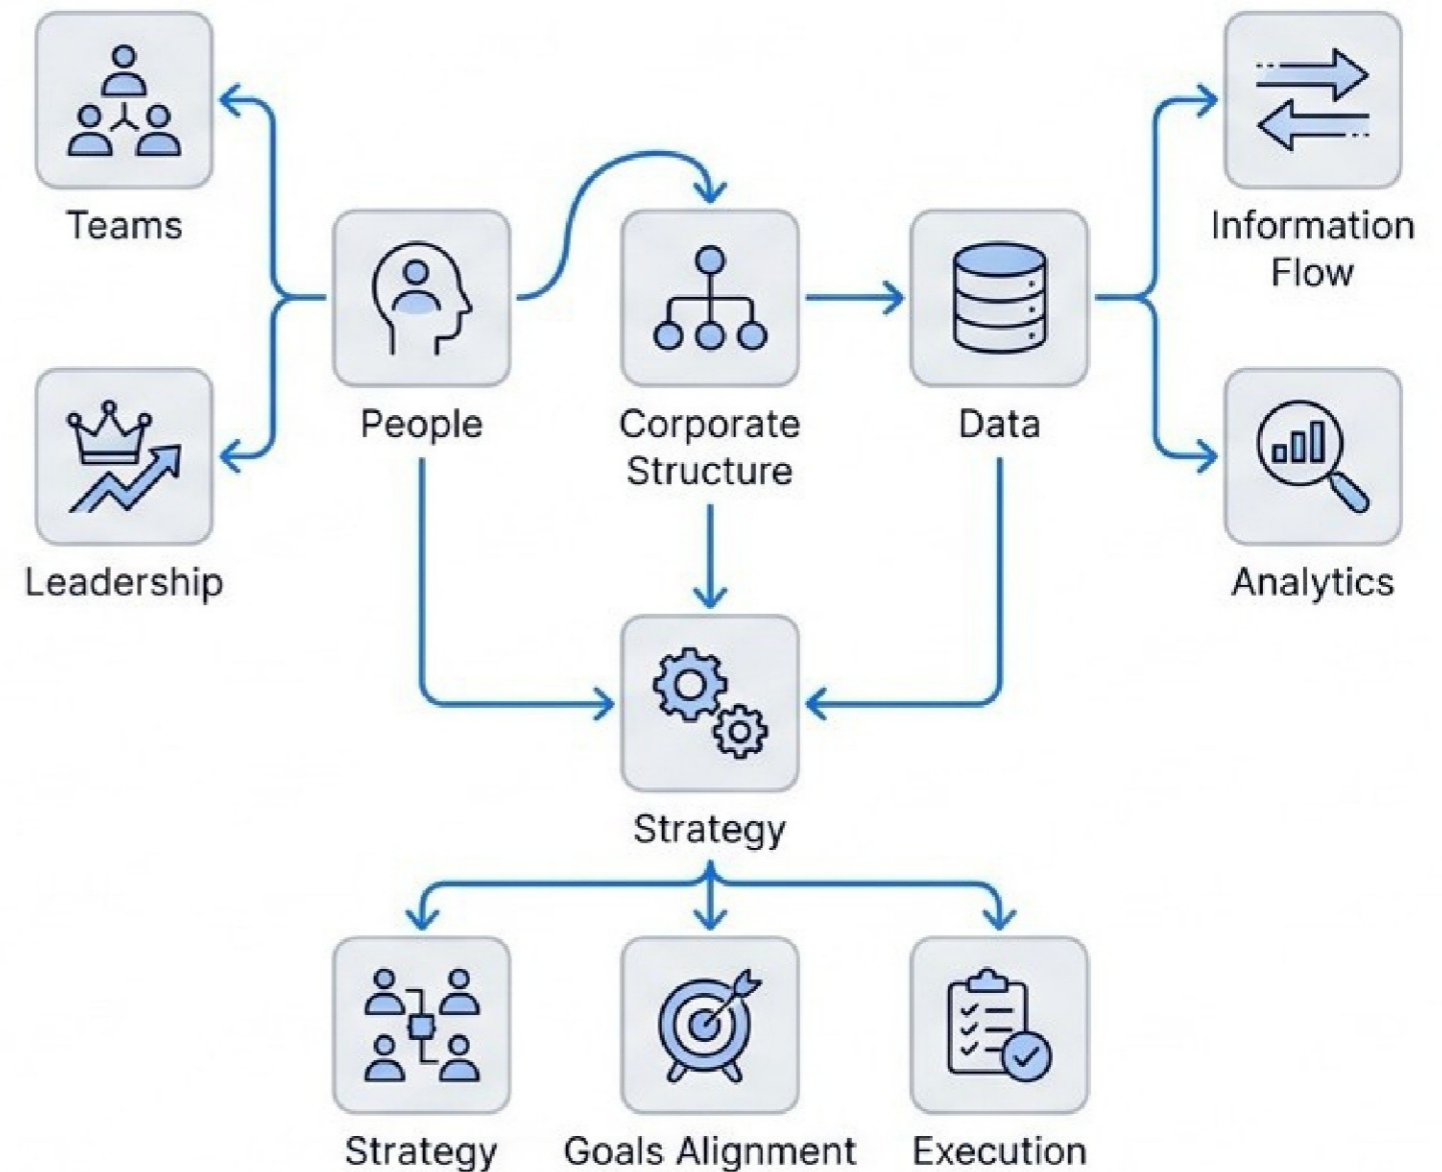 Teams
Information
Flow
People
Corporate
Structure
Data
Leadership
Analytics
Strategy
Strategy
Goals Alignment
Execution